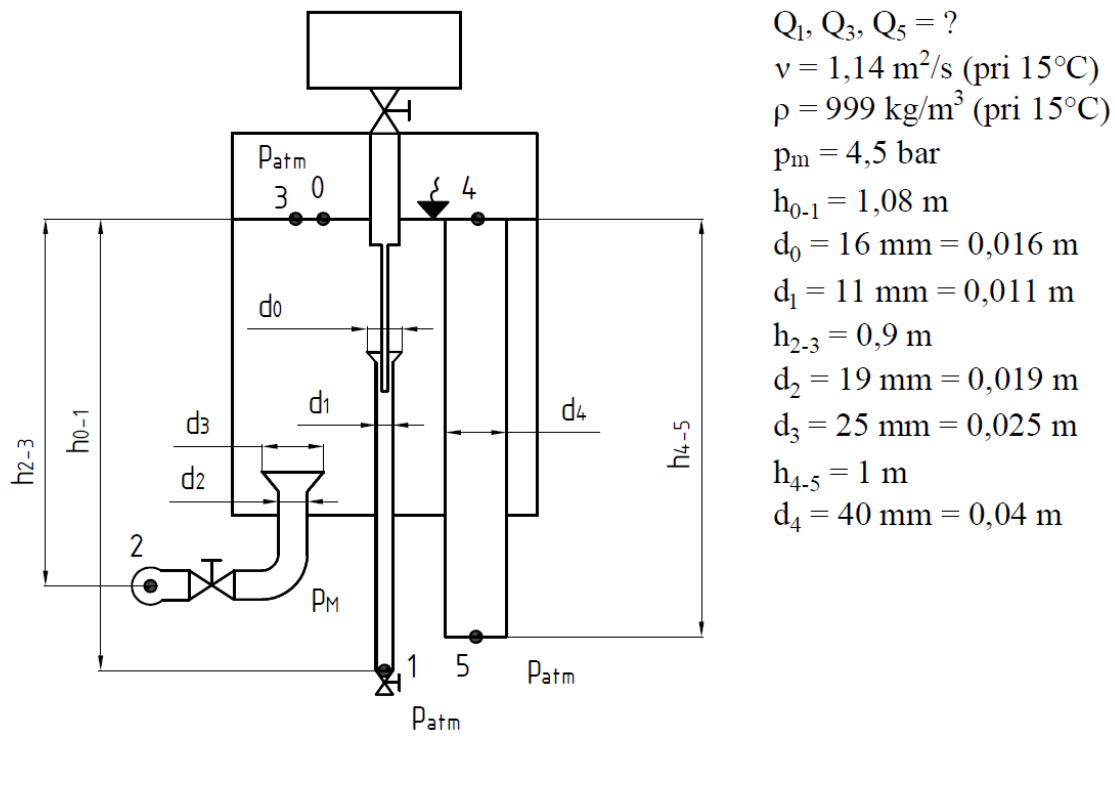 Patm
3 0
4
d0
d1
d3
d4
d2
h2-3
h0-1
h4-5
2
PM
1
5
Patm
Patm
Q₁, Q₃, Q₅ = ?
ν = 1,14 m²/s (pri 15°C)
ρ = 999 kg/m³ (pri 15°C)
pₘ = 4,5 bar
h₀₋₁ = 1,08 m
d₀ = 16 mm = 0,016 m
d₁ = 11 mm = 0,011 m
h₂₋₃ = 0,9 m
d₂ = 19 mm = 0,019 m
d₃ = 25 mm = 0,025 m
h₄₋₅ = 1 m
d₄ = 40 mm = 0,04 m